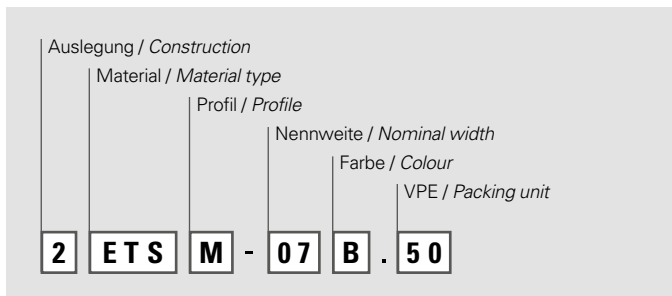 Auslegung / Construction
Material / Material type
Profil / Profile
Nennweite / Nominal width
Farbe / Colour
VPE / Packing unit
2 ETS M - 07 B . 50